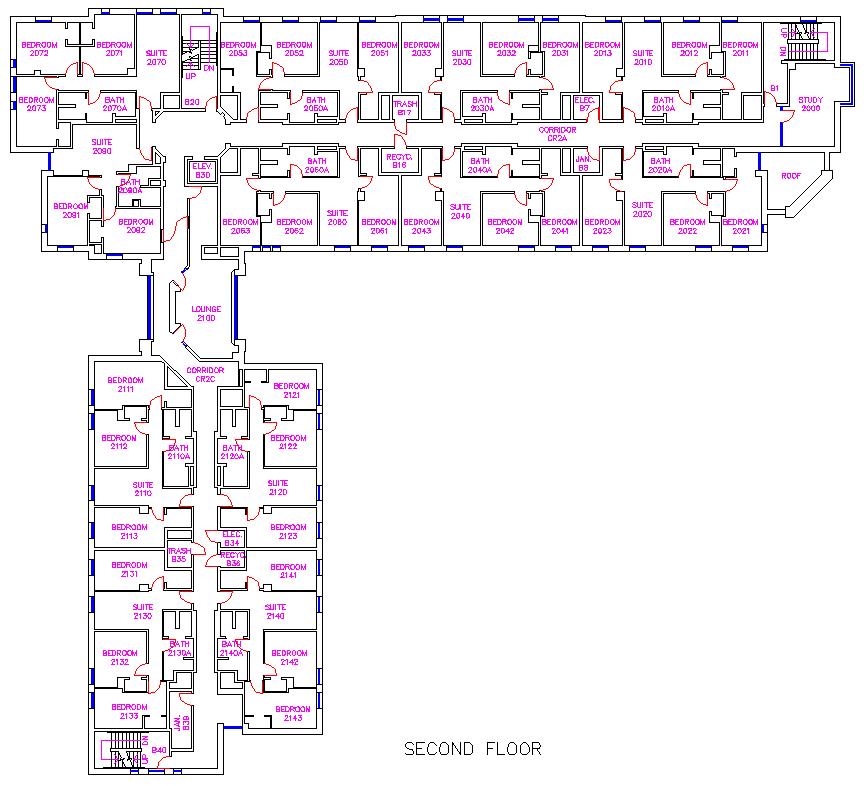 BEDROOM
2072
BEDROOM
2071
SUITE
2070
UP
DN
BEDROOM
2053
BEDROOM
2052
SUITE
2050
BEDROOM
2051
BEDROOM
2033
SUITE
2030
BEDROOM
2032
BEDROOM
2031
BEDROOM
2013
SUITE
2010
BEDROOM
2012
BEDROOM
2011
UP
DN
BEDROOM
2073
BATH
2070A
B20
BATH
2050A
TRASH
B17
BATH
2030A
ELEC.
B7
BATH
2010A
B1
STUDY
2000
SUITE
2090
CORRIDOR
CR2A
ELEV.
B30
BATH
2060A
RECYC.
B16
BATH
2040A
JAN.
B8
BATH
2020A
ROOF
BATH
2090A
BEDROOM
2091
BEDROOM
2092
BEDROOM
2063
BEDROOM
2062
SUITE
2060
BEDROOM
2061
BEDROOM
2043
SUITE
2040
BEDROOM
2042
BEDROOM
2041
BEDROOM
2023
SUITE
2020
BEDROOM
2022
BEDROOM
2021
LOUNGE
2100
CORRIDOR
CR2C
BEDROOM
2111
BEDROOM
2121
BEDROOM
2112
BATH
2110A
BATH
2120A
BEDROOM
2122
SUITE
2110
SUITE
2120
BEDROOM
2113
ELEC.
B34
BEDROOM
2123
TRASH
B35
RECYC.
B36
BEDROOM
2131
BEDROOM
2141
SUITE
2130
SUITE
2140
BEDROOM
2132
BATH
2130A
BATH
2140A
BEDROOM
2142
BEDROOM
2133
JAN.
B39
BEDROOM
2143
DN
UP
B40
SECOND FLOOR